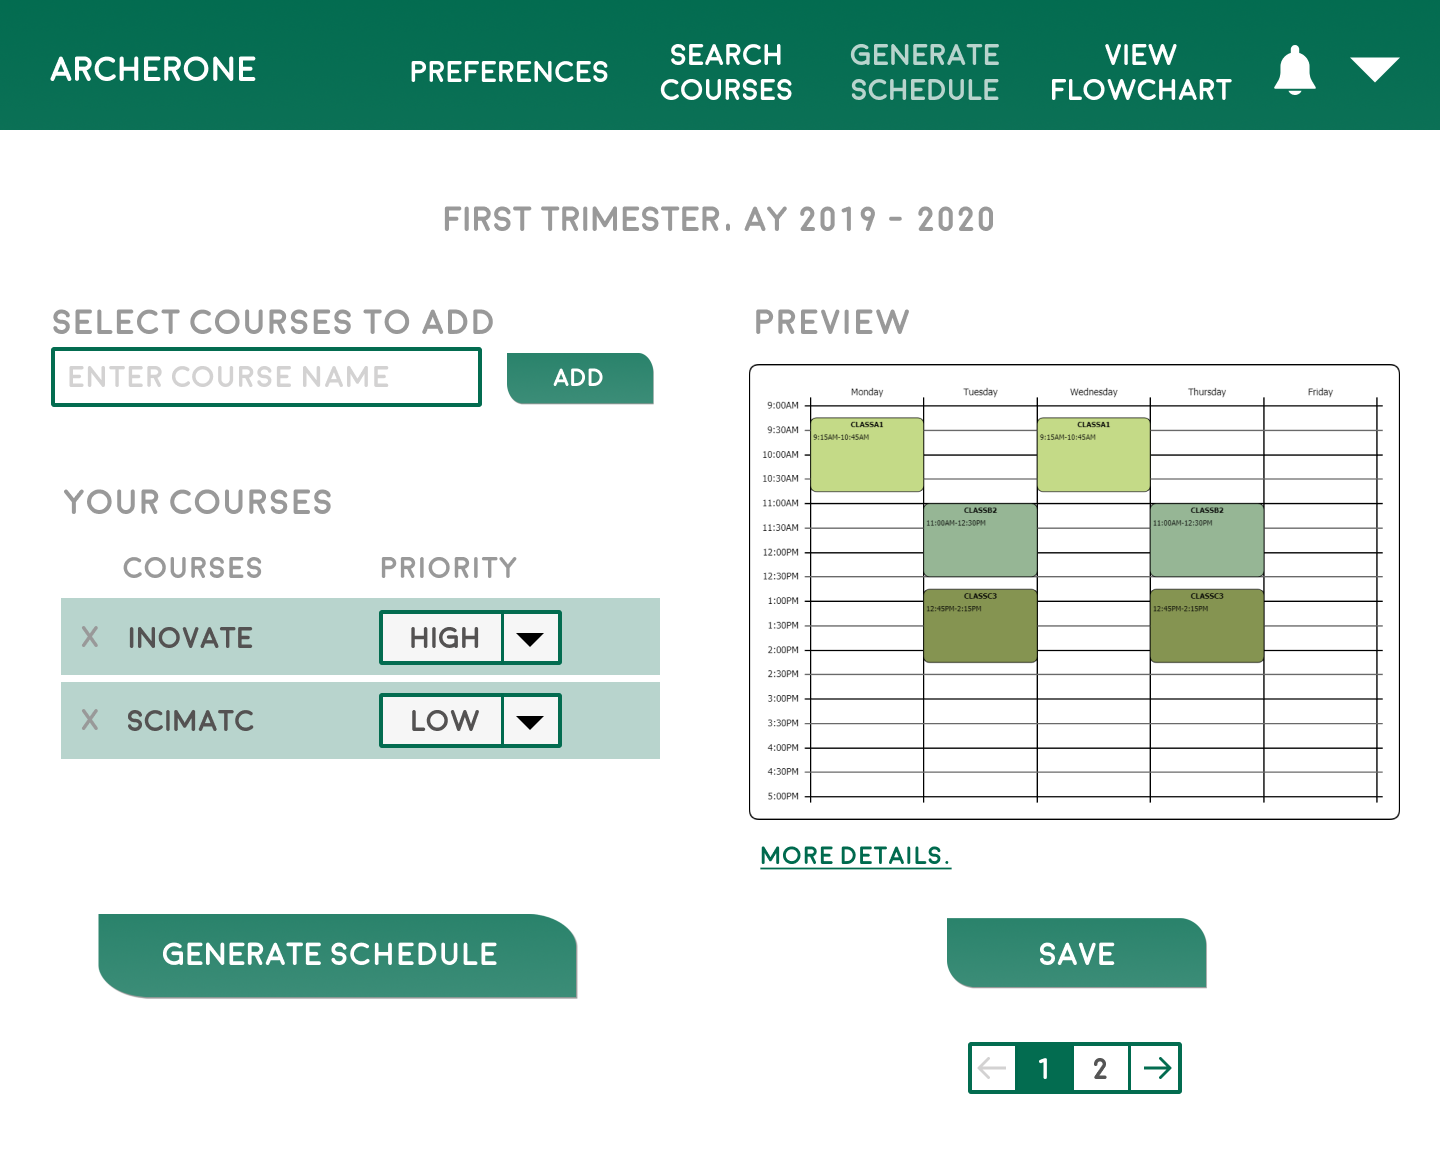 ARCHERONE
PREFERENCES
SEARCH
COURSES
GENERATE
SCHEDULE
VIEW
FLOWCHART
FIRST TRIMESTER. AY 2019 - 2020
SELECT COURSES TO ADD
ENTER COURSE NAME
ADD
YOUR COURSES
COURSES PRIORITY
X INOVATE HIGH
X SCIMATC LOW
GENERATE SCHEDULE
PREVIEW
Monday Tuesday Wednesday Thursday Friday
9:00AM
9:30AM
10:00AM
10:30AM
11:00AM
11:30AM
12:00PM
12:30PM
1:00PM
1:30PM
2:00PM
2:30PM
3:00PM
3:30PM
4:00PM
4:30PM
5:00PM
CLASSA1
9:15AM-10:45AM
CLASSA1
9:15AM-10:45AM
CLASSB2
11:00AM-12:30PM
CLASSB2
11:00AM-12:30PM
CLASSC3
12:45PM-2:15PM
CLASSC3
12:45PM-2:15PM
MORE DETAILS.
SAVE
1 2